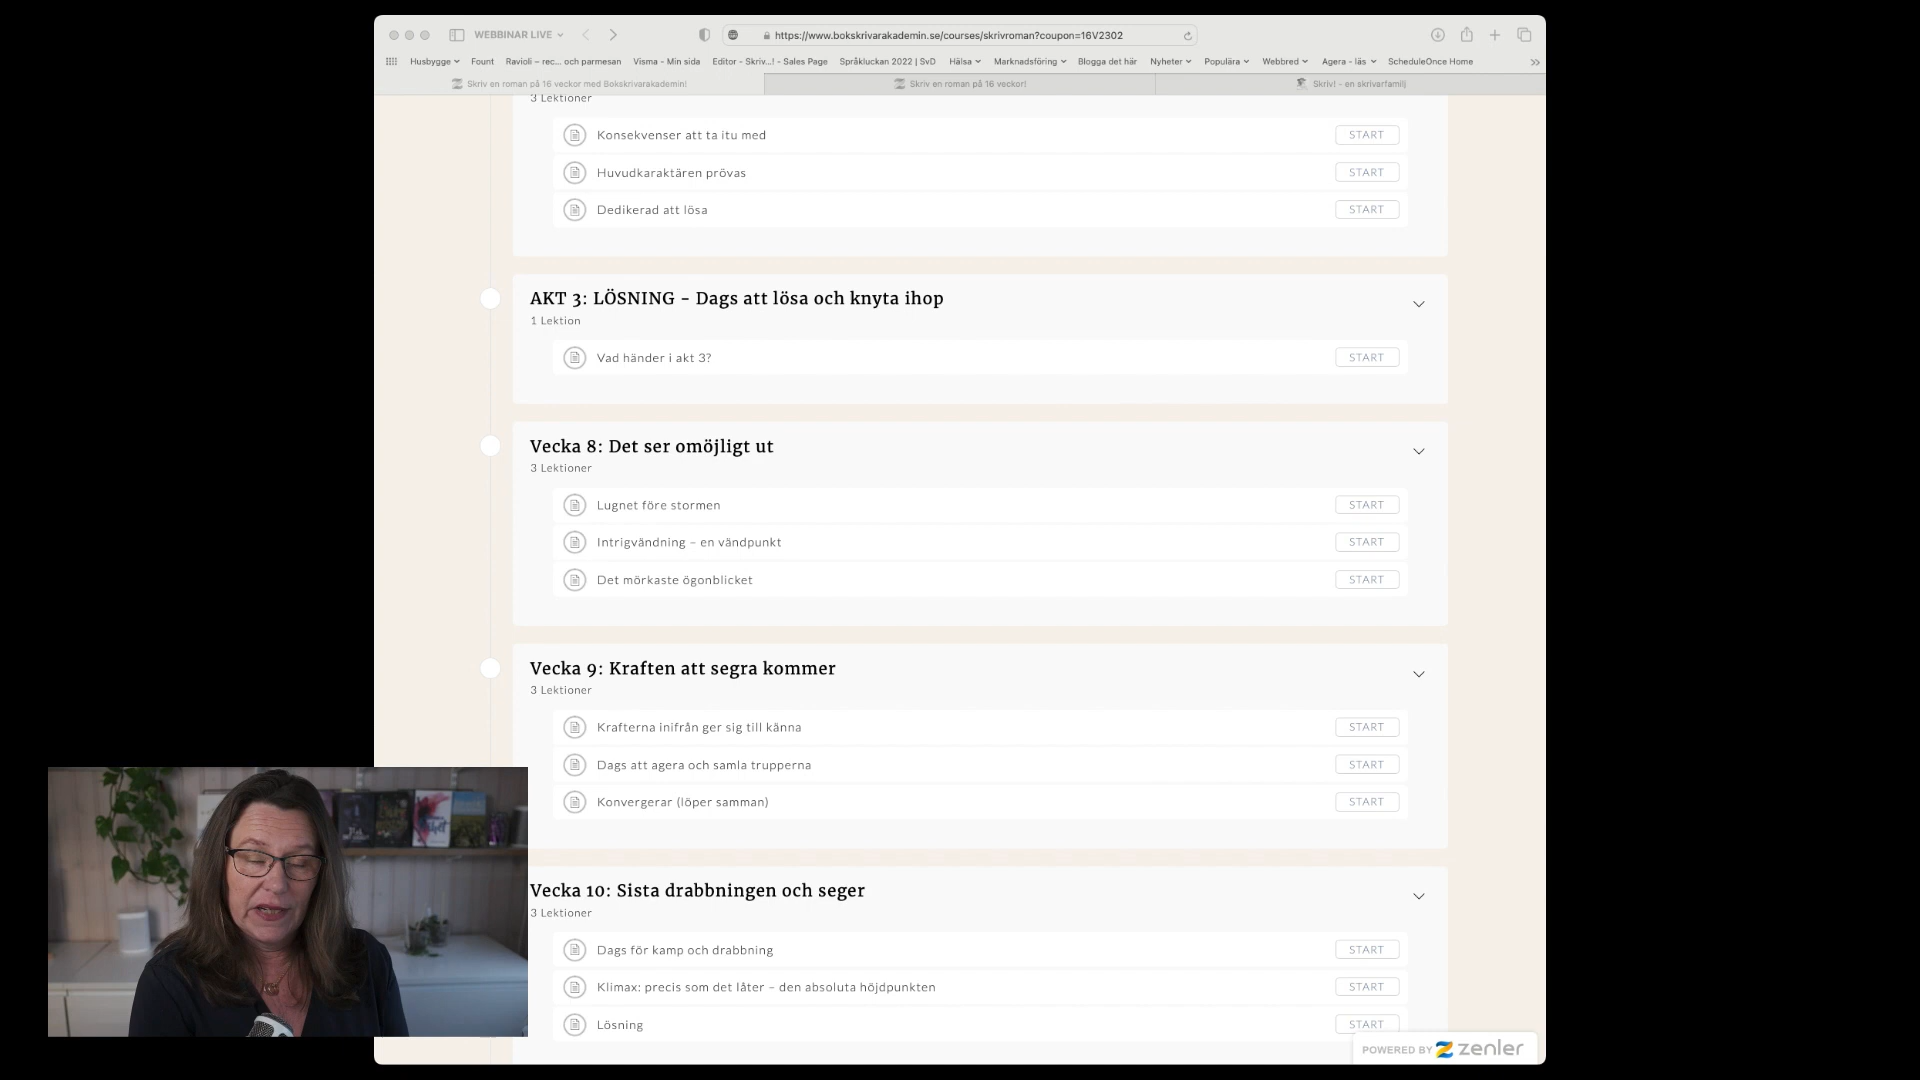 WEBBINAR LIVE
https://www.bokskrivarakademin.se/courses/skrivroman?coupon=16V2302
Husbygge Fount Ravioli – rec... och parmesan Visma - Min sida Editor - Skriv...! - Sales Page Språkluckan 2022 | SvD Hälsa Marknadsföring Blogga det här Nyheter Populära Webbred Agera - läs ScheduleOnce Home
Skriv en roman på 16 veckor med Bokskrivarakademin!
Skriv en roman på 16 veckor!
Skriv! - en skrivarfamilj
3 Lektioner
Konsekvenser att ta itu med START
Huvudkaraktären prövas START
Dedikerad att lösa START
AKT 3: LÖSNING - Dags att lösa och knyta ihop
1 Lektion
Vad händer i akt 3? START
Vecka 8: Det ser omöjligt ut
3 Lektioner
Lugnet före stormen START
Intrigvändning – en vändpunkt START
Det mörkaste ögonblicket START
Vecka 9: Kraften att segra kommer
3 Lektioner
Krafterna inifrån ger sig till känna START
Dags att agera och samla trupperna START
Konvergerar (löper samman) START
Vecka 10: Sista drabbningen och seger
3 Lektioner
Dags för kamp och drabbning START
Klimax: precis som det låter – den absoluta höjdpunkten START
Lösning START
POWERED BY zenler